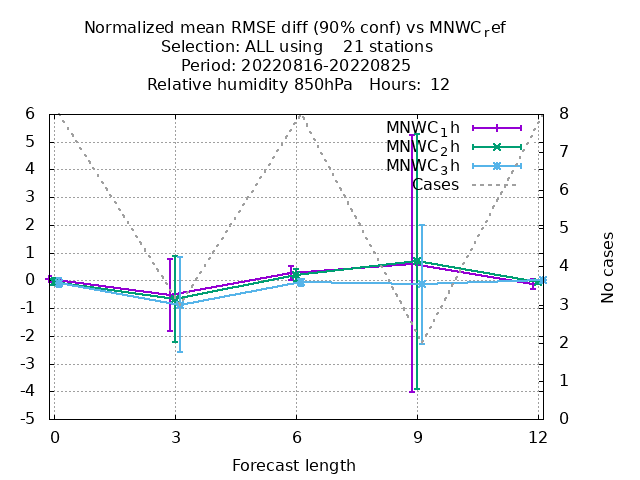 Normalized mean RMSE diff (90% conf) vs MNWC_ref
Selection: ALL using    21 stations
Period: 20220816-20220825
Relative humidity 850hPa   Hours:  12
MNWC_1h
MNWC_2h
MNWC_3h
Cases
6
5
4
3
2
1
0
-1
-2
-3
-4
-5
8
7
6
5
4
3
2
1
0
No cases
0 3 6 9 12
Forecast length